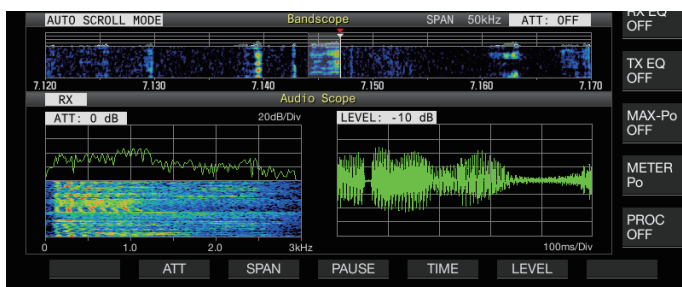 AUTO SCROLL MODE Bandscope SPAN 50kHz ATT: OFF
RX EQ
OFF
TX EQ
OFF
7.120 7.130 7.140 7.150 7.160 7.170
RX Audio Scope
ATT: 0 dB 20dB/Div LEVEL: -10 dB
MAX-Po
OFF
METER
Po
PROC
OFF
0 1.0 2.0 3kHz 100ms/Div
ATT SPAN PAUSE TIME LEVEL